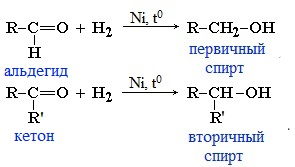 Ni, t⁰
R–C=O + H₂ → R–CH₂–OH
H
альдегид
первичный
спирт
Ni, t⁰
R–C=O + H₂ → R–CH–OH
R' R'
кетон
вторичный
спирт